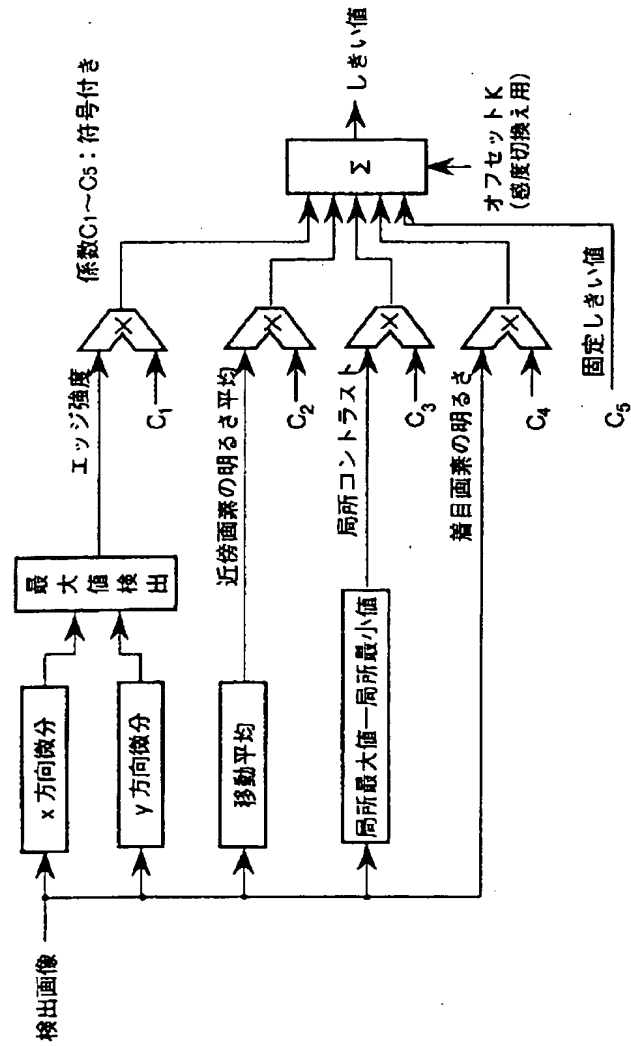 検出画像
x方向微分
y方向微分
最大値検出
エッジ強度
C1
×
係数C1～C5：符号付き
移動平均
近傍画素の明るさ平均
C2
×
局所最大値－局所最小値
局所コントラスト
C3
×
着目画素の明るさ
C4
×
固定しきい値
C5
Σ
しきい値
オフセットK
(感度切換え用)